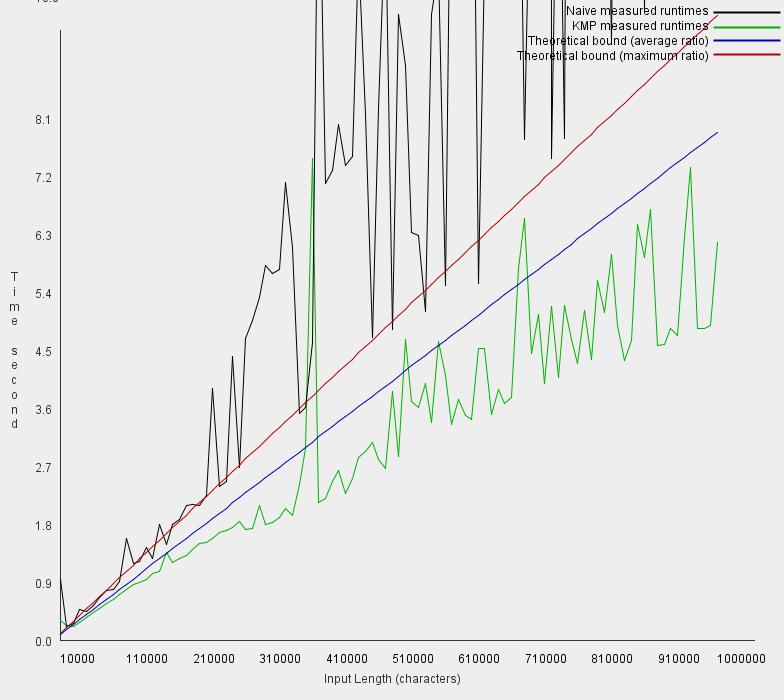 Naive measured runtimes
KMP measured runtimes
Theoretical bound (average ratio)
Theoretical bound (maximum ratio)
8.1
7.2
6.3
5.4
4.5
3.6
2.7
1.8
0.9
0.0
Time second
10000 110000 210000 310000 410000 510000 610000 710000 810000 910000 1000000
Input Length (characters)